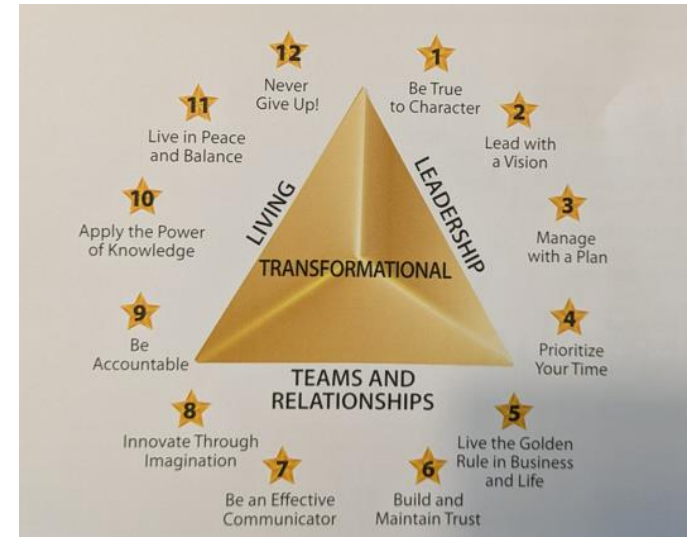 12
Never
Give Up!
1
Be True
to Character
2
Lead with
a Vision
3
Manage
with a Plan
4
Prioritize
Your Time
5
Live the Golden
Rule in Business
and Life
6
Build and
Maintain Trust
7
Be an Effective
Communicator
8
Innovate Through
Imagination
9
Be
Accountable
10
Apply the Power
of Knowledge
11
Live in Peace
and Balance
LIVING
LEADERSHIP
TRANSFORMATIONAL
TEAMS AND
RELATIONSHIPS